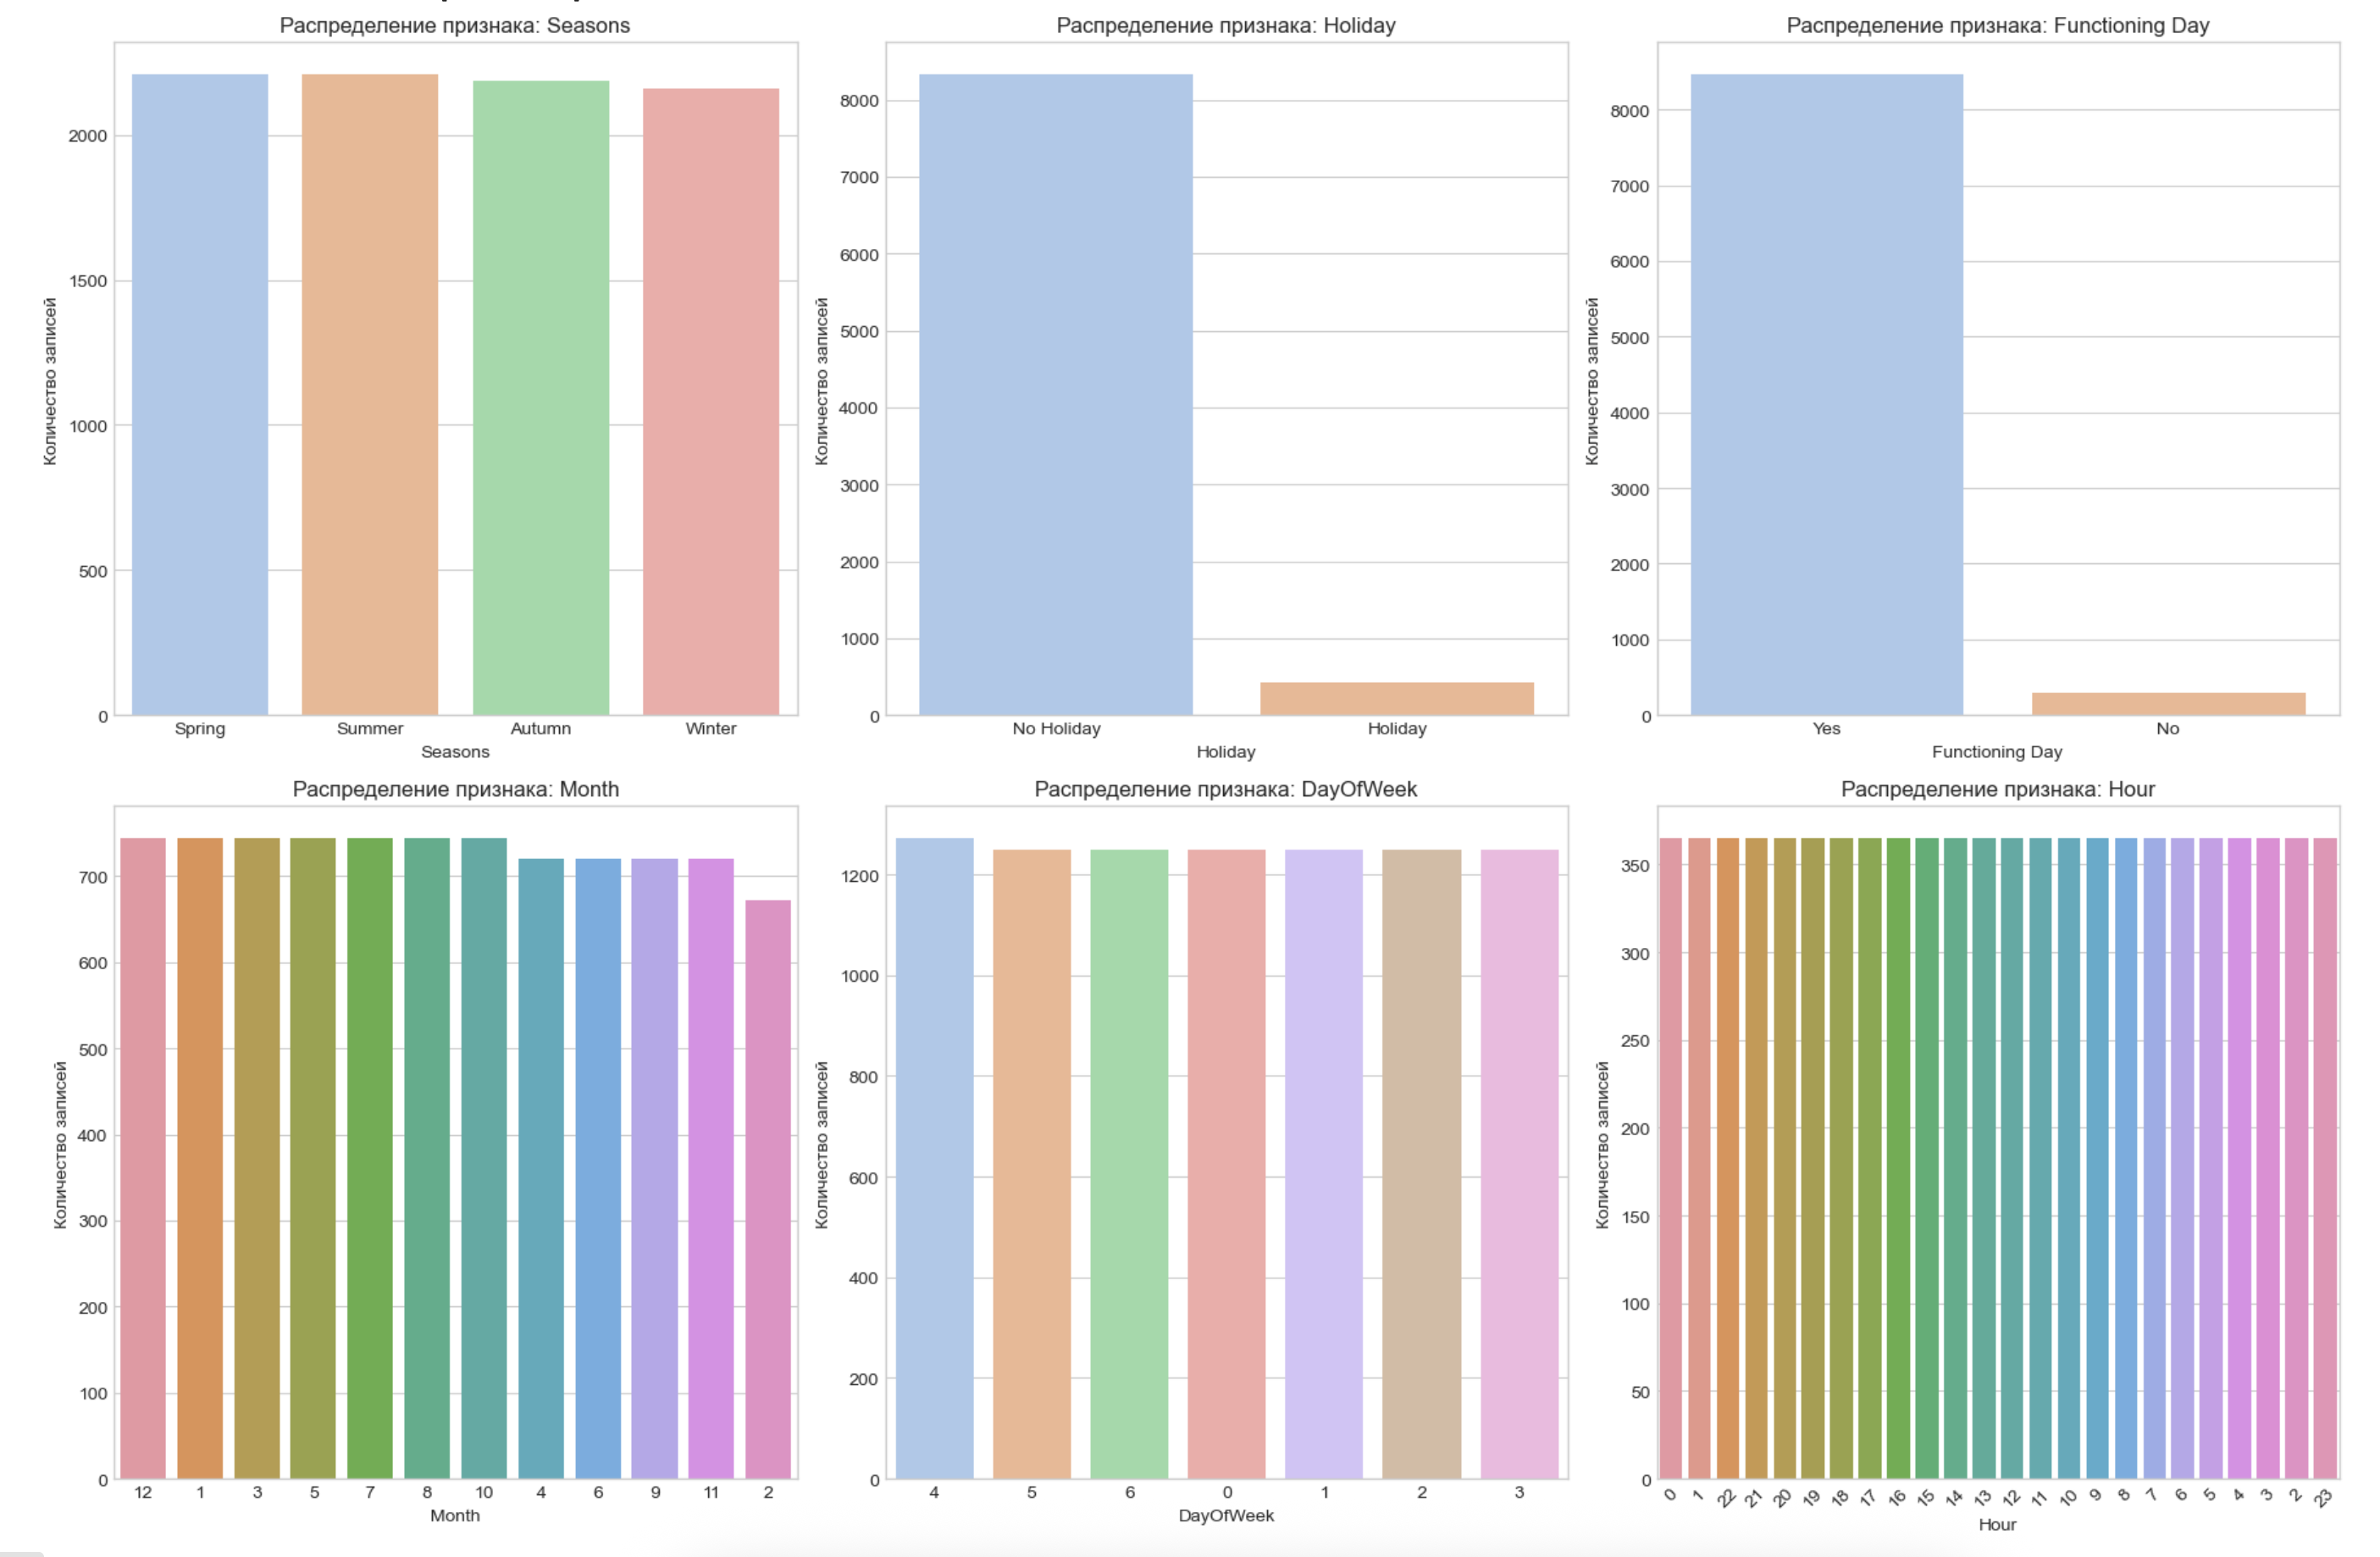 Распределение признака: Seasons
Количество записей
2000
1500
1000
500
0
Spring Summer Autumn Winter
Seasons
Распределение признака: Holiday
Количество записей
8000
7000
6000
5000
4000
3000
2000
1000
0
No Holiday Holiday
Holiday
Распределение признака: Functioning Day
Количество записей
8000
7000
6000
5000
4000
3000
2000
1000
0
Yes No
Functioning Day
Распределение признака: Month
Количество записей
700
600
500
400
300
200
100
0
12 1 3 5 7 8 10 4 6 9 11 2
Month
Распределение признака: DayOfWeek
Количество записей
1200
1000
800
600
400
200
0
4 5 6 0 1 2 3
DayOfWeek
Распределение признака: Hour
Количество записей
350
300
250
200
150
100
50
0
0 1 22 21 20 19 18 17 16 15 14 13 12 11 10 9 8 7 6 5 4 3 2 23
Hour